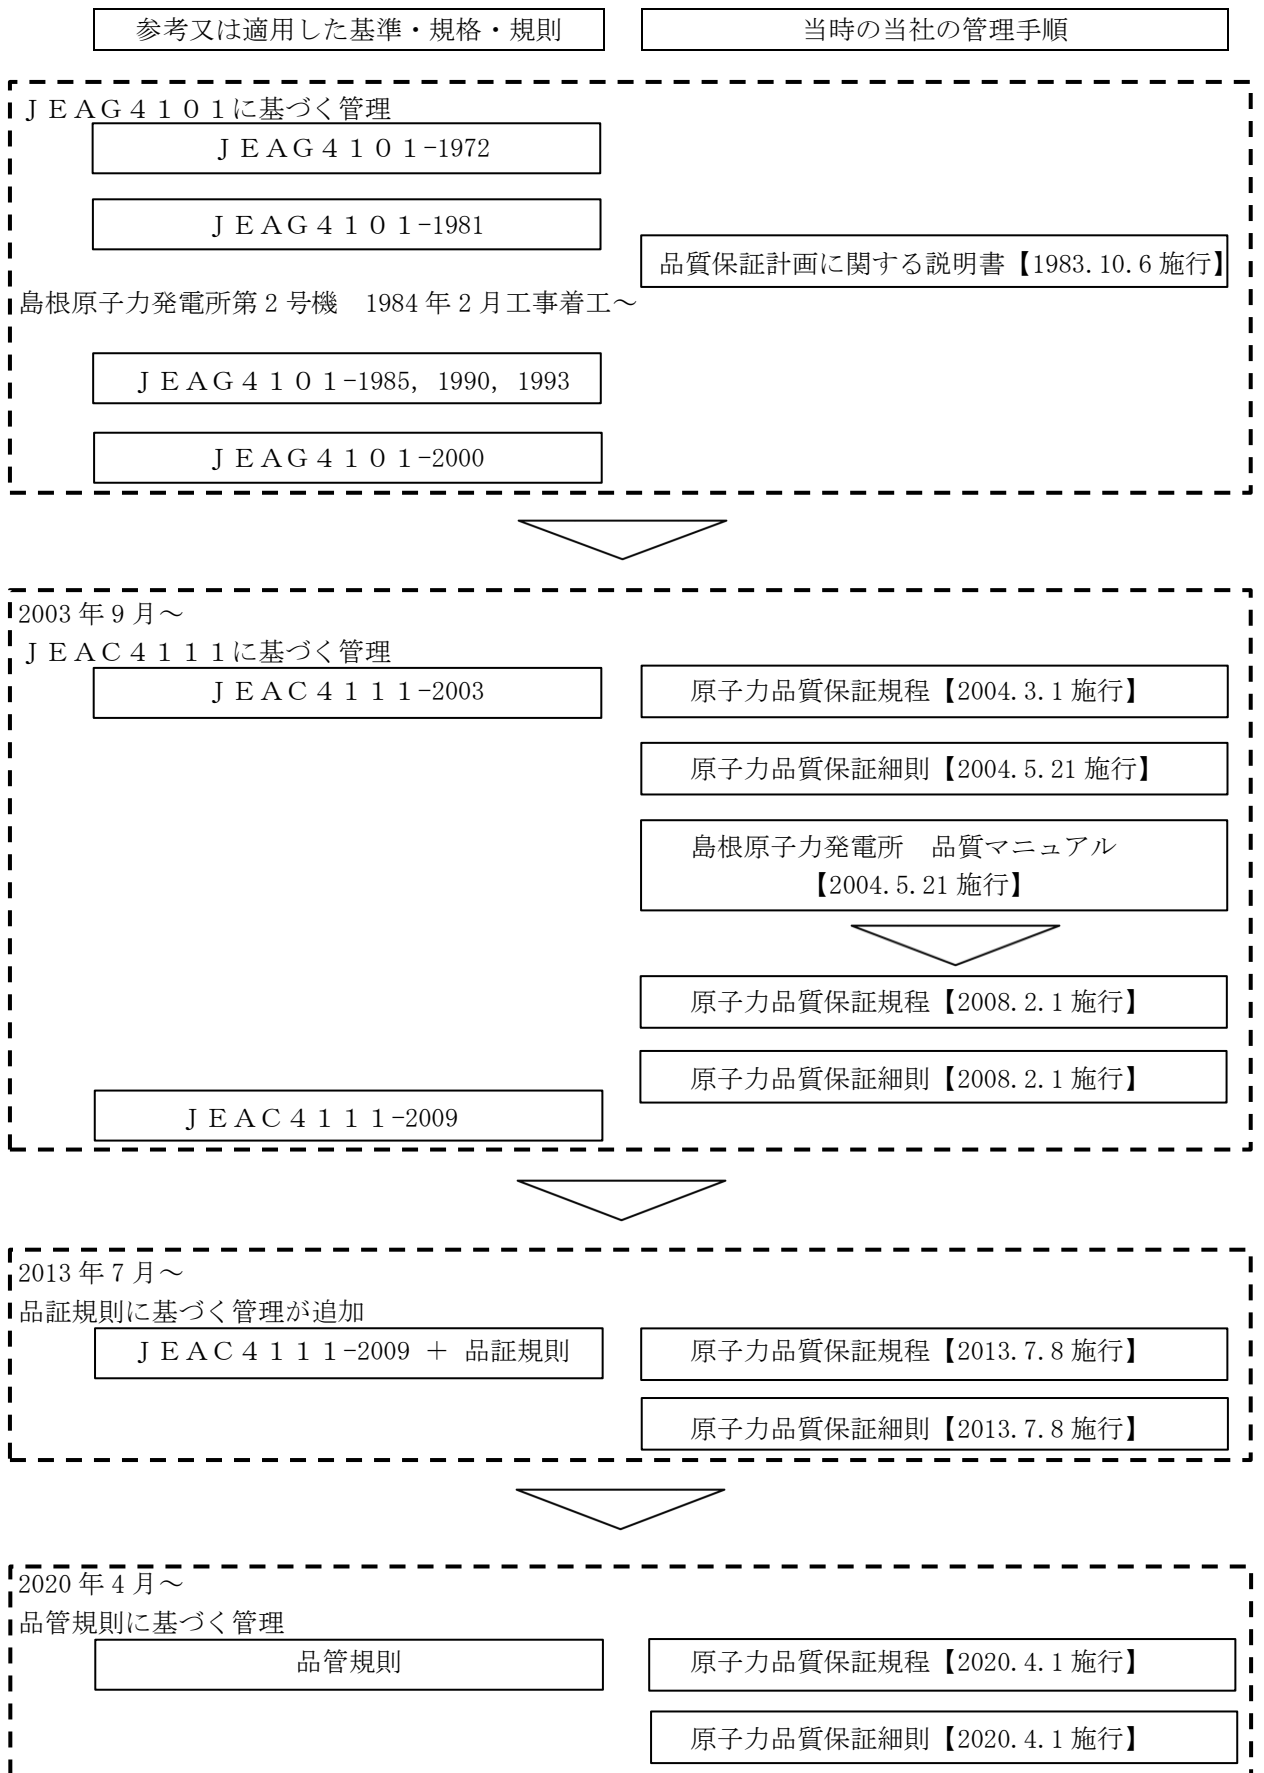 参考又は適用した基準・規格・規則
当時の当社の管理手順
ＪＥＡＧ４１０１に基づく管理
ＪＥＡＧ４１０１-1972
ＪＥＡＧ４１０１-1981
品質保証計画に関する説明書【1983.10.6 施行】
島根原子力発電所第 2 号機　1984 年 2 月工事着工～
ＪＥＡＧ４１０１-1985, 1990, 1993
ＪＥＡＧ４１０１-2000
2003 年 9 月～
ＪＥＡＣ４１１１に基づく管理
ＪＥＡＣ４１１１-2003
原子力品質保証規程【2004.3.1 施行】
原子力品質保証細則【2004.5.21 施行】
島根原子力発電所　品質マニュアル
【2004.5.21 施行】
原子力品質保証規程【2008.2.1 施行】
原子力品質保証細則【2008.2.1 施行】
ＪＥＡＣ４１１１-2009
2013 年 7 月～
品証規則に基づく管理が追加
ＪＥＡＣ４１１１-2009 ＋ 品証規則
原子力品質保証規程【2013.7.8 施行】
原子力品質保証細則【2013.7.8 施行】
2020 年 4 月～
品管規則に基づく管理
品管規則
原子力品質保証規程【2020.4.1 施行】
原子力品質保証細則【2020.4.1 施行】